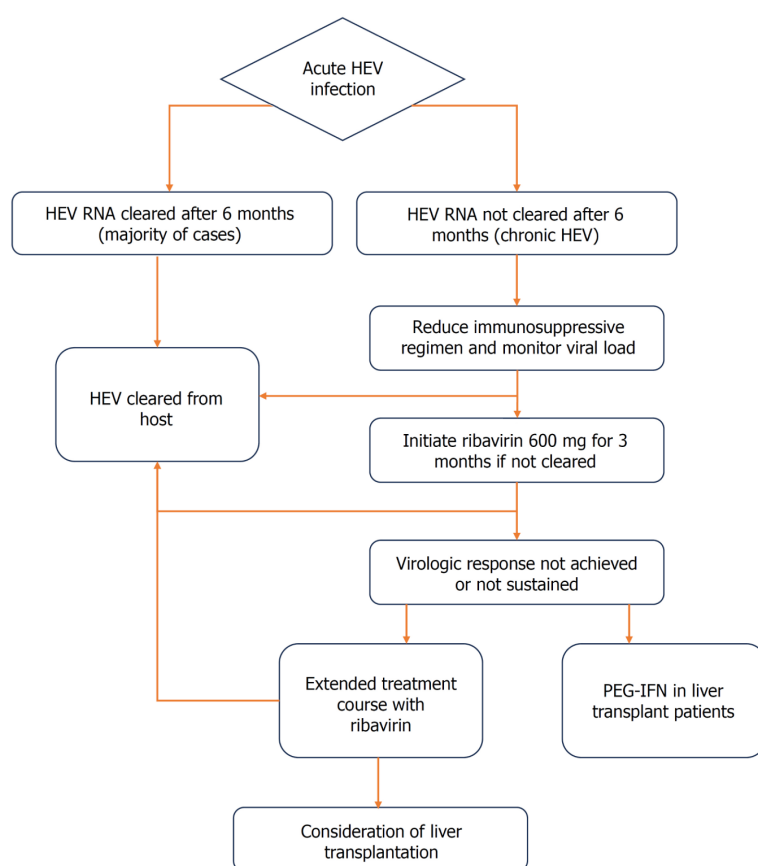 Acute HEV
infection
HEV RNA cleared after 6 months
(majority of cases)
HEV RNA not cleared after 6
months (chronic HEV)
Reduce immunosuppressive
regimen and monitor viral load
HEV cleared from
host
Initiate ribavirin 600 mg for 3
months if not cleared
Virologic response not achieved
or not sustained
Extended treatment
course with
ribavirin
PEG-IFN in liver
transplant patients
Consideration of liver
transplantation